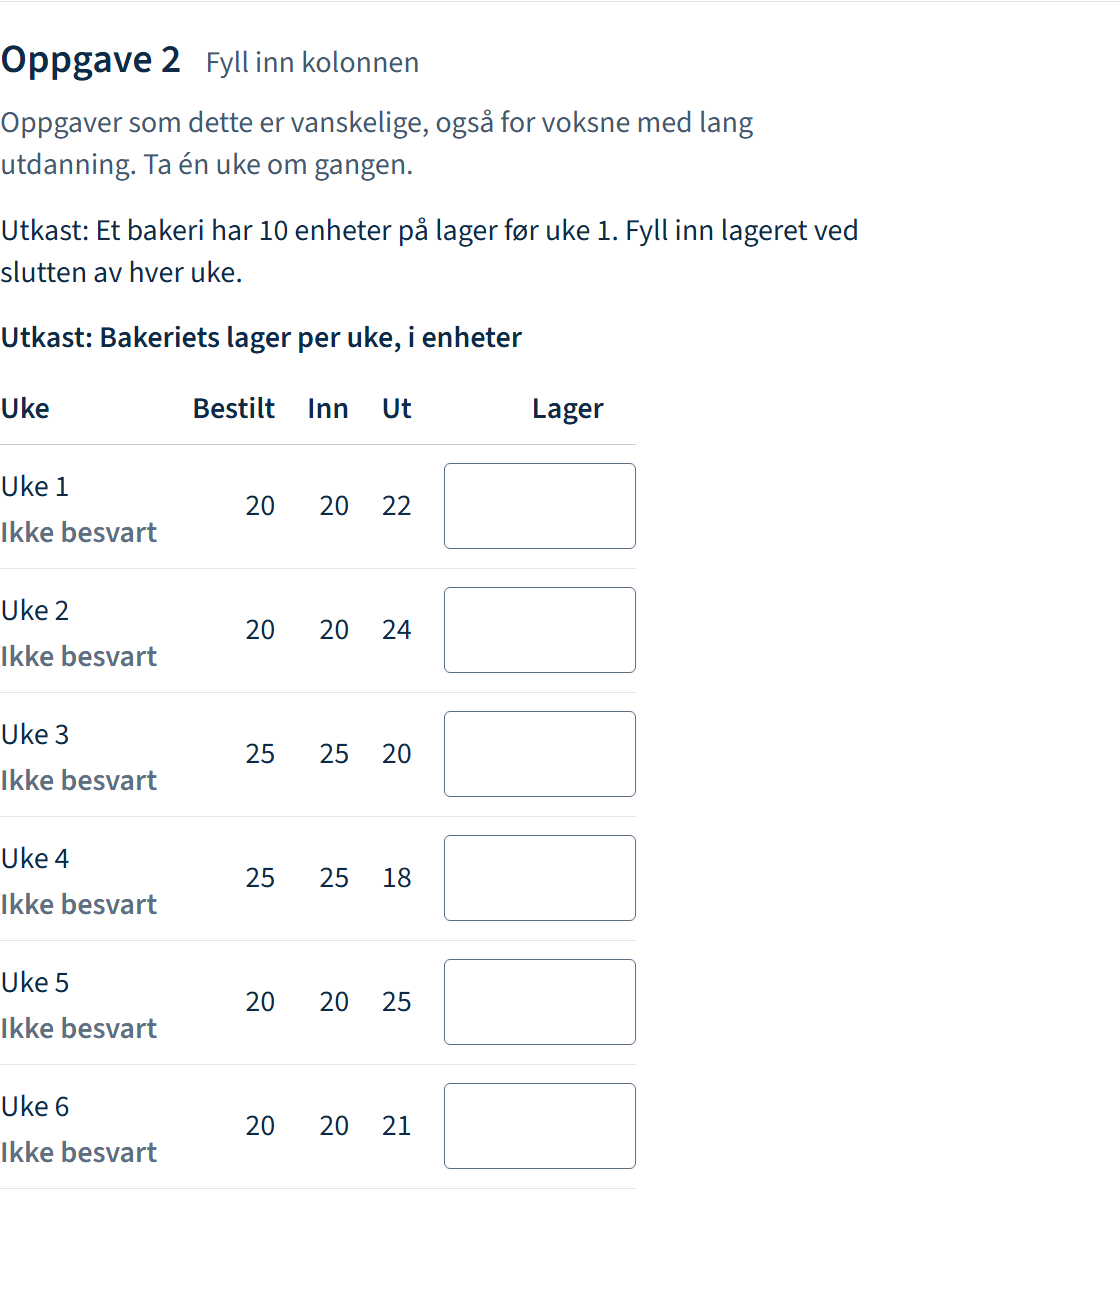 Oppgave 2 Fyll inn kolonnen
Oppgaver som dette er vanskelige, også for voksne med lang
utdanning. Ta én uke om gangen.
Utkast: Et bakeri har 10 enheter på lager før uke 1. Fyll inn lageret ved
slutten av hver uke.
Utkast: Bakeriets lager per uke, i enheter
Uke Bestilt Inn Ut Lager
Uke 1
Ikke besvart
20 20 22
Uke 2
Ikke besvart
20 20 24
Uke 3
Ikke besvart
25 25 20
Uke 4
Ikke besvart
25 25 18
Uke 5
Ikke besvart
20 20 25
Uke 6
Ikke besvart
20 20 21